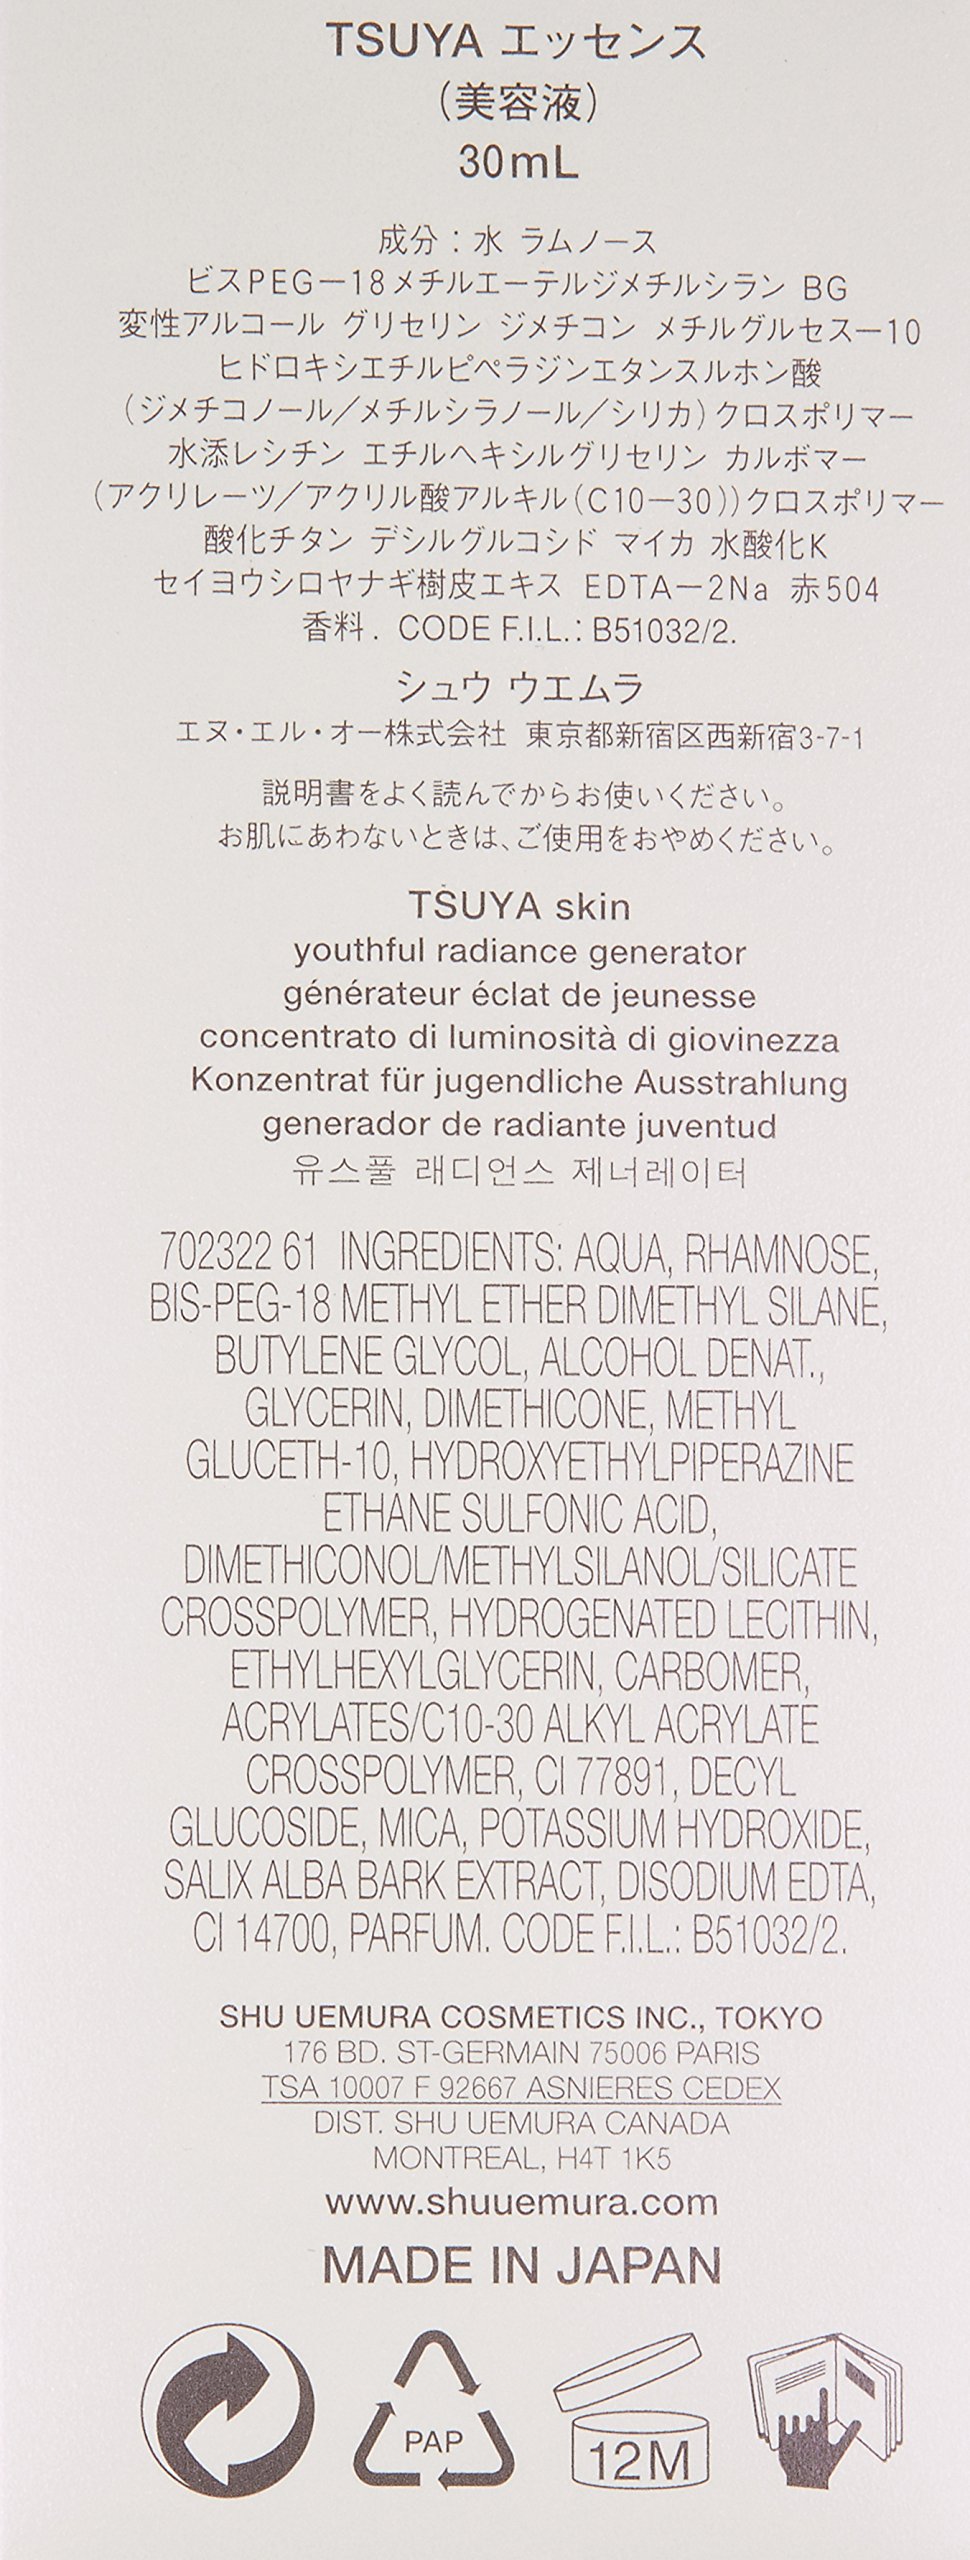 TSUYA エッセンス
（美容液）
30mL
成分：水 ラムノース
ビスPEG－18メチルエーテルジメチルシラン BG
変性アルコール グリセリン ジメチコン メチルグルセス－10
ヒドロキシエチルピペラジンエタンスルホン酸
（ジメチコノール／メチルシラノール／シリカ）クロスポリマー
水添レシチン エチルヘキシルグリセリン カルボマー
（アクリレーツ／アクリル酸アルキル（C10－30））クロスポリマー
酸化チタン デシルグルコシド マイカ 水酸化K
セイヨウシロヤナギ樹皮エキス EDTA－2Na 赤504
香料． CODE F.I.L.: B51032/2.
シュウ ウエムラ
エヌ・エル・オー株式会社 東京都新宿区西新宿3-7-1
説明書をよく読んでからお使いください。
お肌にあわないときは、ご使用をおやめください。
TSUYA skin
youthful radiance generator
générateur éclat de jeunesse
concentrato di luminosità di giovinezza
Konzentrat für jugendliche Ausstrahlung
generador de radiante juventud
유스풀 래디언스 제너레이터
702322 61 INGREDIENTS: AQUA, RHAMNOSE,
BIS-PEG-18 METHYL ETHER DIMETHYL SILANE,
BUTYLENE GLYCOL, ALCOHOL DENAT.,
GLYCERIN, DIMETHICONE, METHYL
GLUCETH-10, HYDROXYETHYLPIPERAZINE
ETHANE SULFONIC ACID,
DIMETHICONOL/METHYLSILANOL/SILICATE
CROSSPOLYMER, HYDROGENATED LECITHIN,
ETHYLHEXYLGLYCERIN, CARBOMER,
ACRYLATES/C10-30 ALKYL ACRYLATE
CROSSPOLYMER, CI 77891, DECYL
GLUCOSIDE, MICA, POTASSIUM HYDROXIDE,
SALIX ALBA BARK EXTRACT, DISODIUM EDTA,
CI 14700, PARFUM. CODE F.I.L.: B51032/2.
SHU UEMURA COSMETICS INC., TOKYO
176 BD. ST-GERMAIN 75006 PARIS
TSA 10007 F 92667 ASNIERES CEDEX
DIST. SHU UEMURA CANADA
MONTREAL, H4T 1K5
www.shuuemura.com
MADE IN JAPAN
PAP
12M